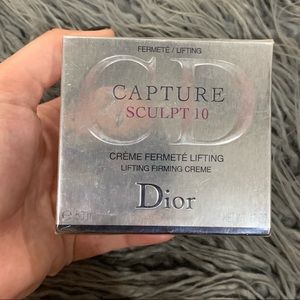 FERMETÉ / LIFTING
CD
CAPTURE
SCULPT 10
CRÈME FERMETÉ LIFTING
LIFTING FIRMING CREME
Dior